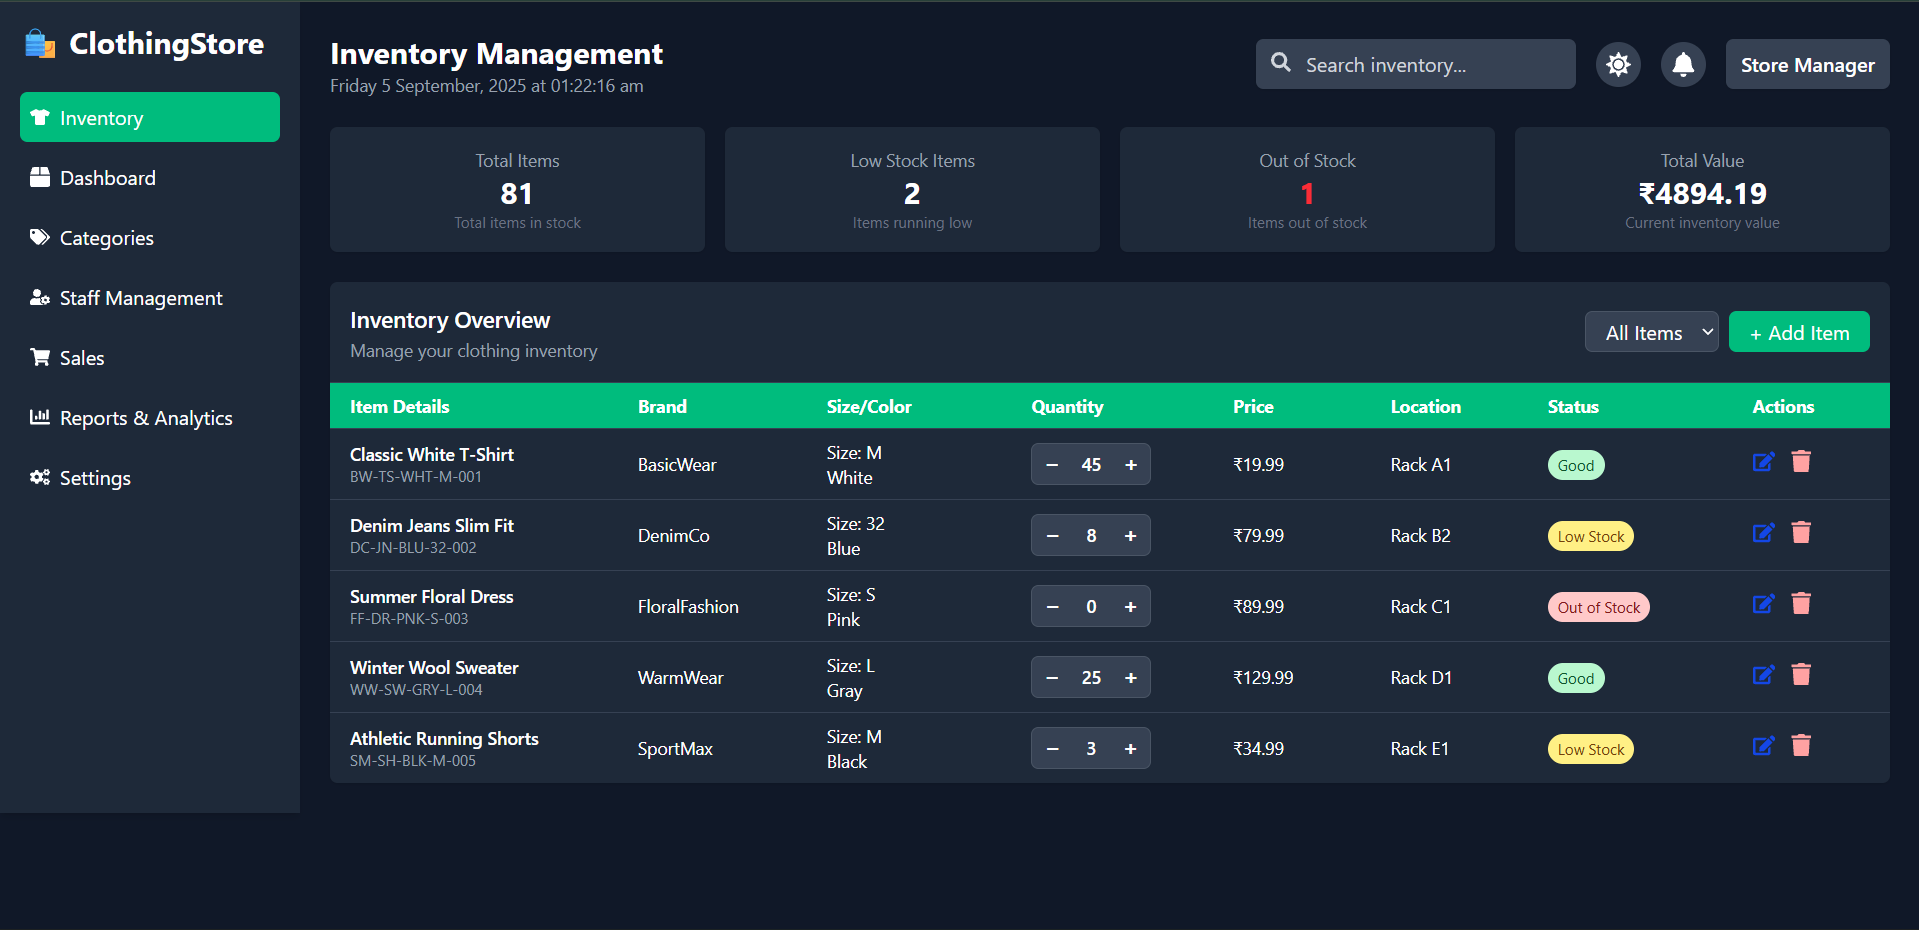 ClothingStore
Inventory
Dashboard
Categories
Staff Management
Sales
Reports & Analytics
Settings
Inventory Management
Friday 5 September, 2025 at 01:22:16 am
Search inventory...
Store Manager
Total Items
81
Total items in stock
Low Stock Items
2
Items running low
Out of Stock
1
Items out of stock
Total Value
₹4894.19
Current inventory value
Inventory Overview
Manage your clothing inventory
All Items
+ Add Item
Item Details Brand Size/Color Quantity Price Location Status Actions
Classic White T-Shirt
BW-TS-WHT-M-001
BasicWear
Size: M
White
− 45 +
₹19.99
Rack A1
Good
Denim Jeans Slim Fit
DC-JN-BLU-32-002
DenimCo
Size: 32
Blue
− 8 +
₹79.99
Rack B2
Low Stock
Summer Floral Dress
FF-DR-PNK-S-003
FloralFashion
Size: S
Pink
− 0 +
₹89.99
Rack C1
Out of Stock
Winter Wool Sweater
WW-SW-GRY-L-004
WarmWear
Size: L
Gray
− 25 +
₹129.99
Rack D1
Good
Athletic Running Shorts
SM-SH-BLK-M-005
SportMax
Size: M
Black
− 3 +
₹34.99
Rack E1
Low Stock